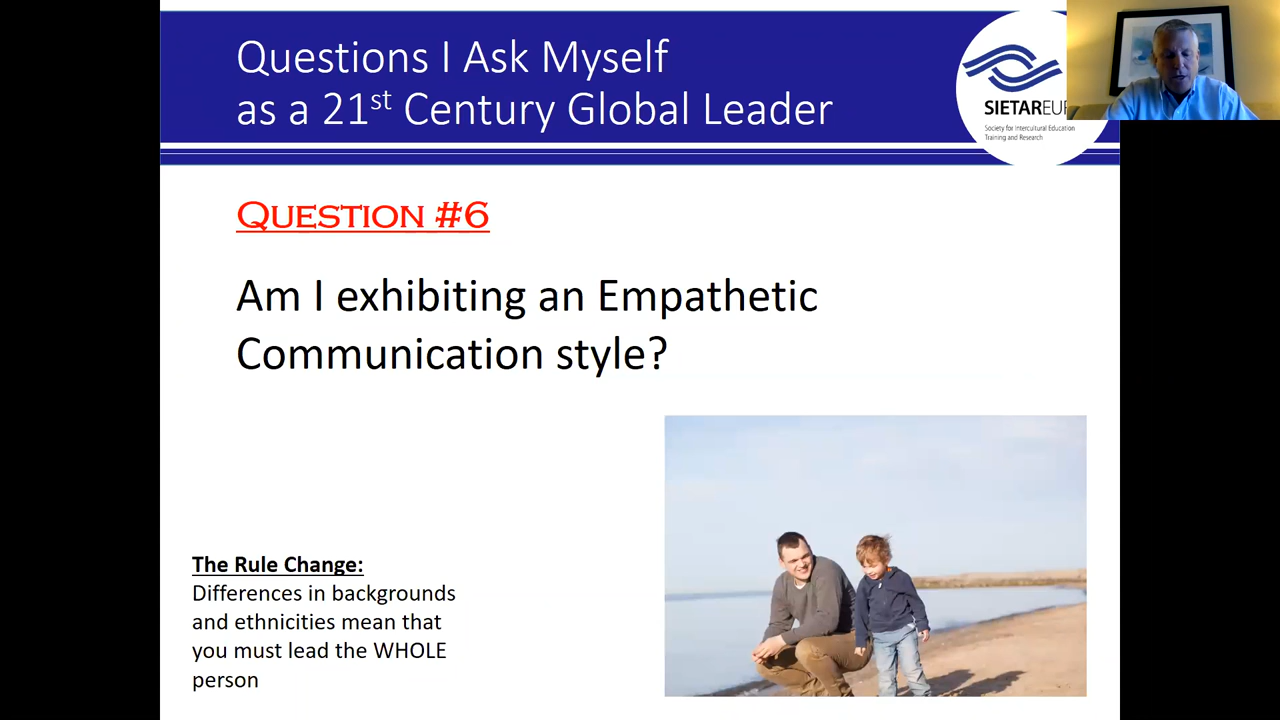 Questions I Ask Myself
as a 21st Century Global Leader
SIETAREU
Society for Intercultural Education
Training and Research
QUESTION #6
Am I exhibiting an Empathetic
Communication style?
The Rule Change:
Differences in backgrounds
and ethnicities mean that
you must lead the WHOLE
person